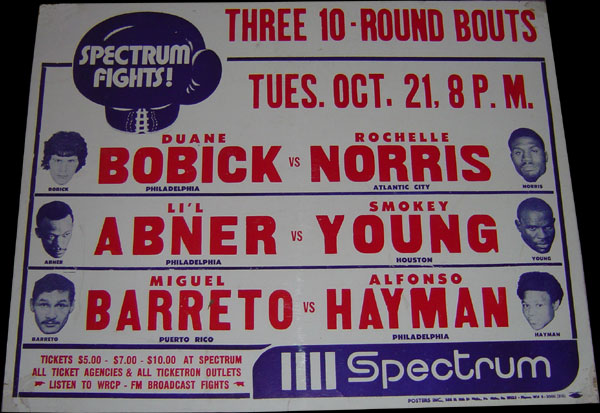 SPECTRUM
FIGHTS!
THREE 10-ROUND BOUTS
TUES. OCT. 21, 8 P. M.
DUANE ROCHELLE
BOBICK VS NORRIS
PHILADELPHIA ATLANTIC CITY
BOBICK NORRIS
LI'L SMOKEY
ABNER VS YOUNG
PHILADELPHIA HOUSTON
ABNER YOUNG
MIGUEL ALFONSO
BARRETO VS HAYMAN
PUERTO RICO PHILADELPHIA
BARRETO HAYMAN
TICKETS $5.00 - $7.00 - $10.00 AT SPECTRUM
ALL TICKET AGENCIES & ALL TICKETRON OUTLETS
LISTEN TO WRCP - FM BROADCAST FIGHTS
Spectrum
POSTERS INC.,